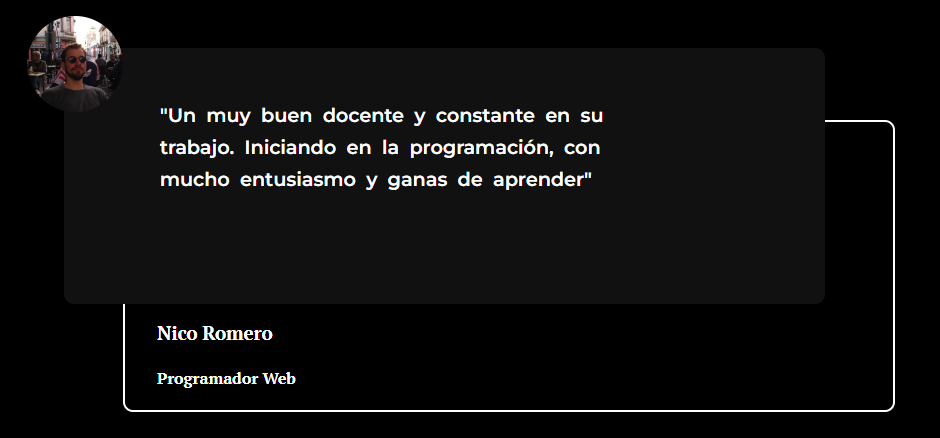 "Un muy buen docente y constante en su
trabajo. Iniciando en la programación, con
mucho entusiasmo y ganas de aprender"
Nico Romero
Programador Web